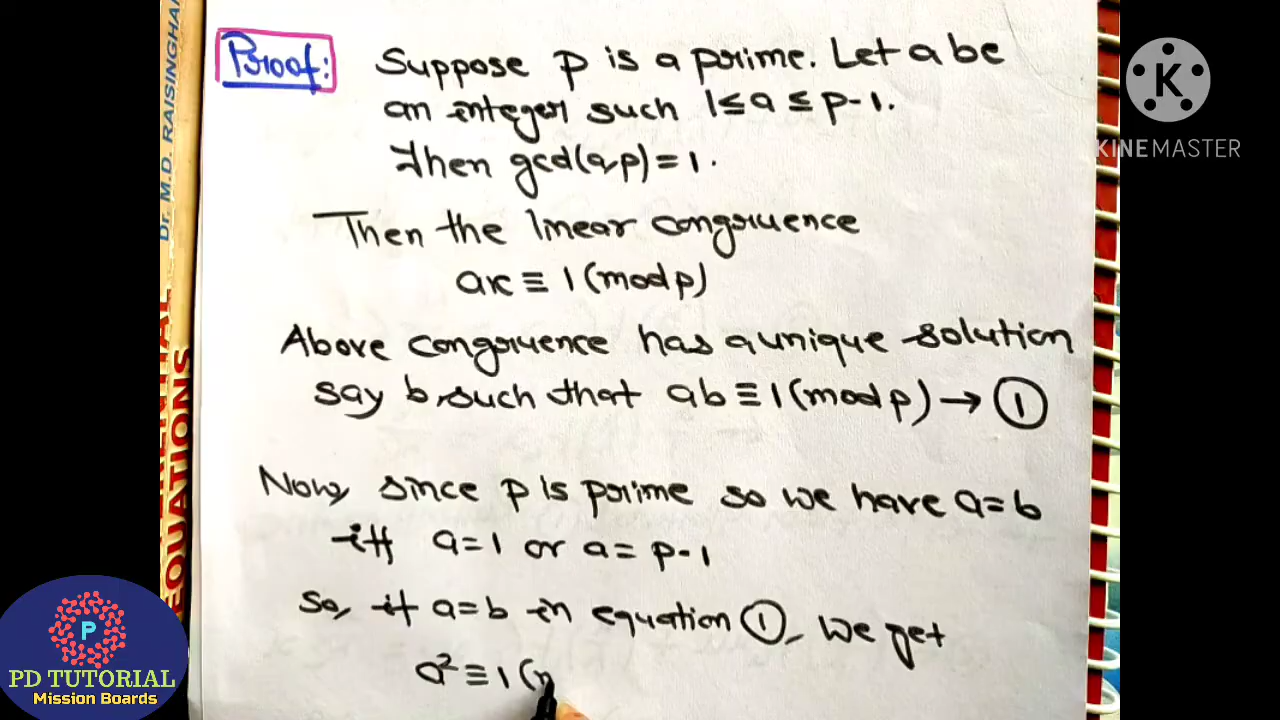 Proof: Suppose p is a prime. Let a be
an integer such 1≤a≤p-1.
Then gcd(a,p)=1.
Then the linear congruence
ax≡1(mod p)
Above congruence has a unique solution
say b, such that ab≡1(mod p)→①
Now, since p is prime so we have a=b
iff a=1 or a=p-1
So, if a=b in equation ①, we get
a²≡1(
KINEMASTER
Dr. M.D. RAISINGHAN
EQUATIONS
P
PD TUTORIAL
Mission Boards